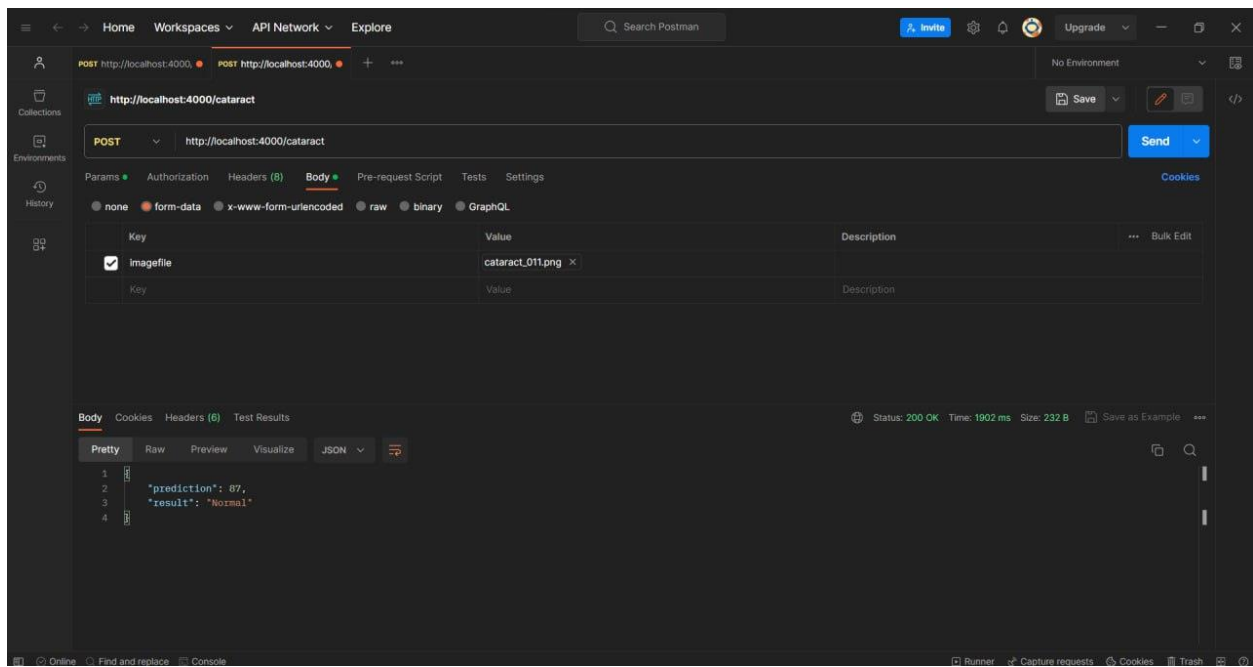 Home Workspaces API Network Explore Search Postman Invite Upgrade
POST http://localhost:4000, POST http://localhost:4000, No Environment
Collections
Environments
History
HTTP http://localhost:4000/cataract Save
POST http://localhost:4000/cataract Send
Params Authorization Headers (8) Body Pre-request Script Tests Settings Cookies
none form-data x-www-form-urlencoded raw binary GraphQL
Key Value Description Bulk Edit
imagefile cataract_011.png
Key Value Description
Body Cookies Headers (6) Test Results Status: 200 OK Time: 1902 ms Size: 232 B Save as Example
Pretty Raw Preview Visualize JSON
1 {
2 "prediction": 87,
3 "result": "Normal"
4 }
Online Find and replace Console Runner Capture requests Cookies Trash